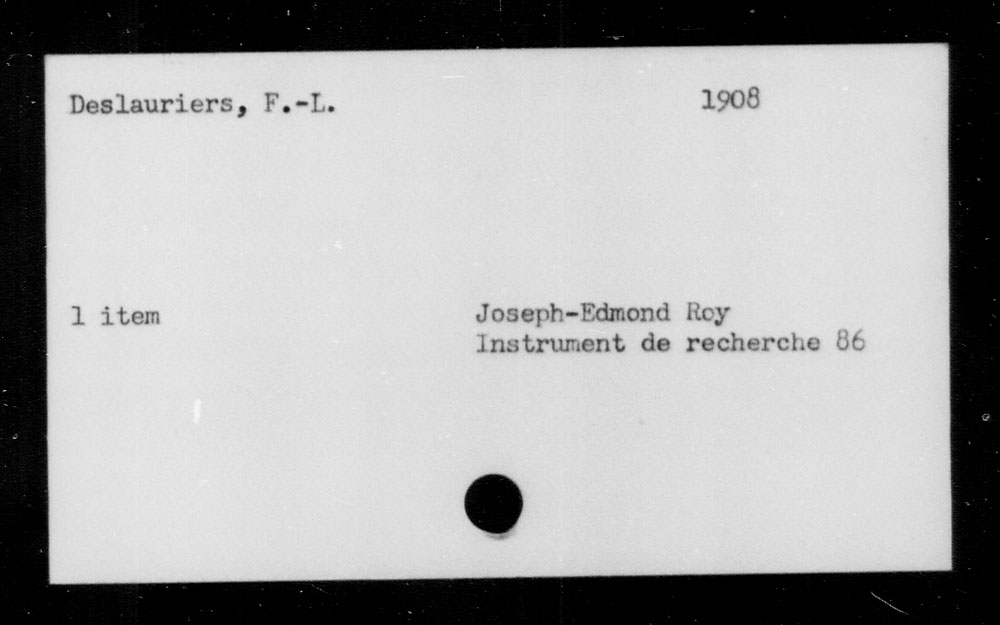 Deslauriers, F.-L. 1908
1 item Joseph-Edmond Roy
Instrument de recherche 86